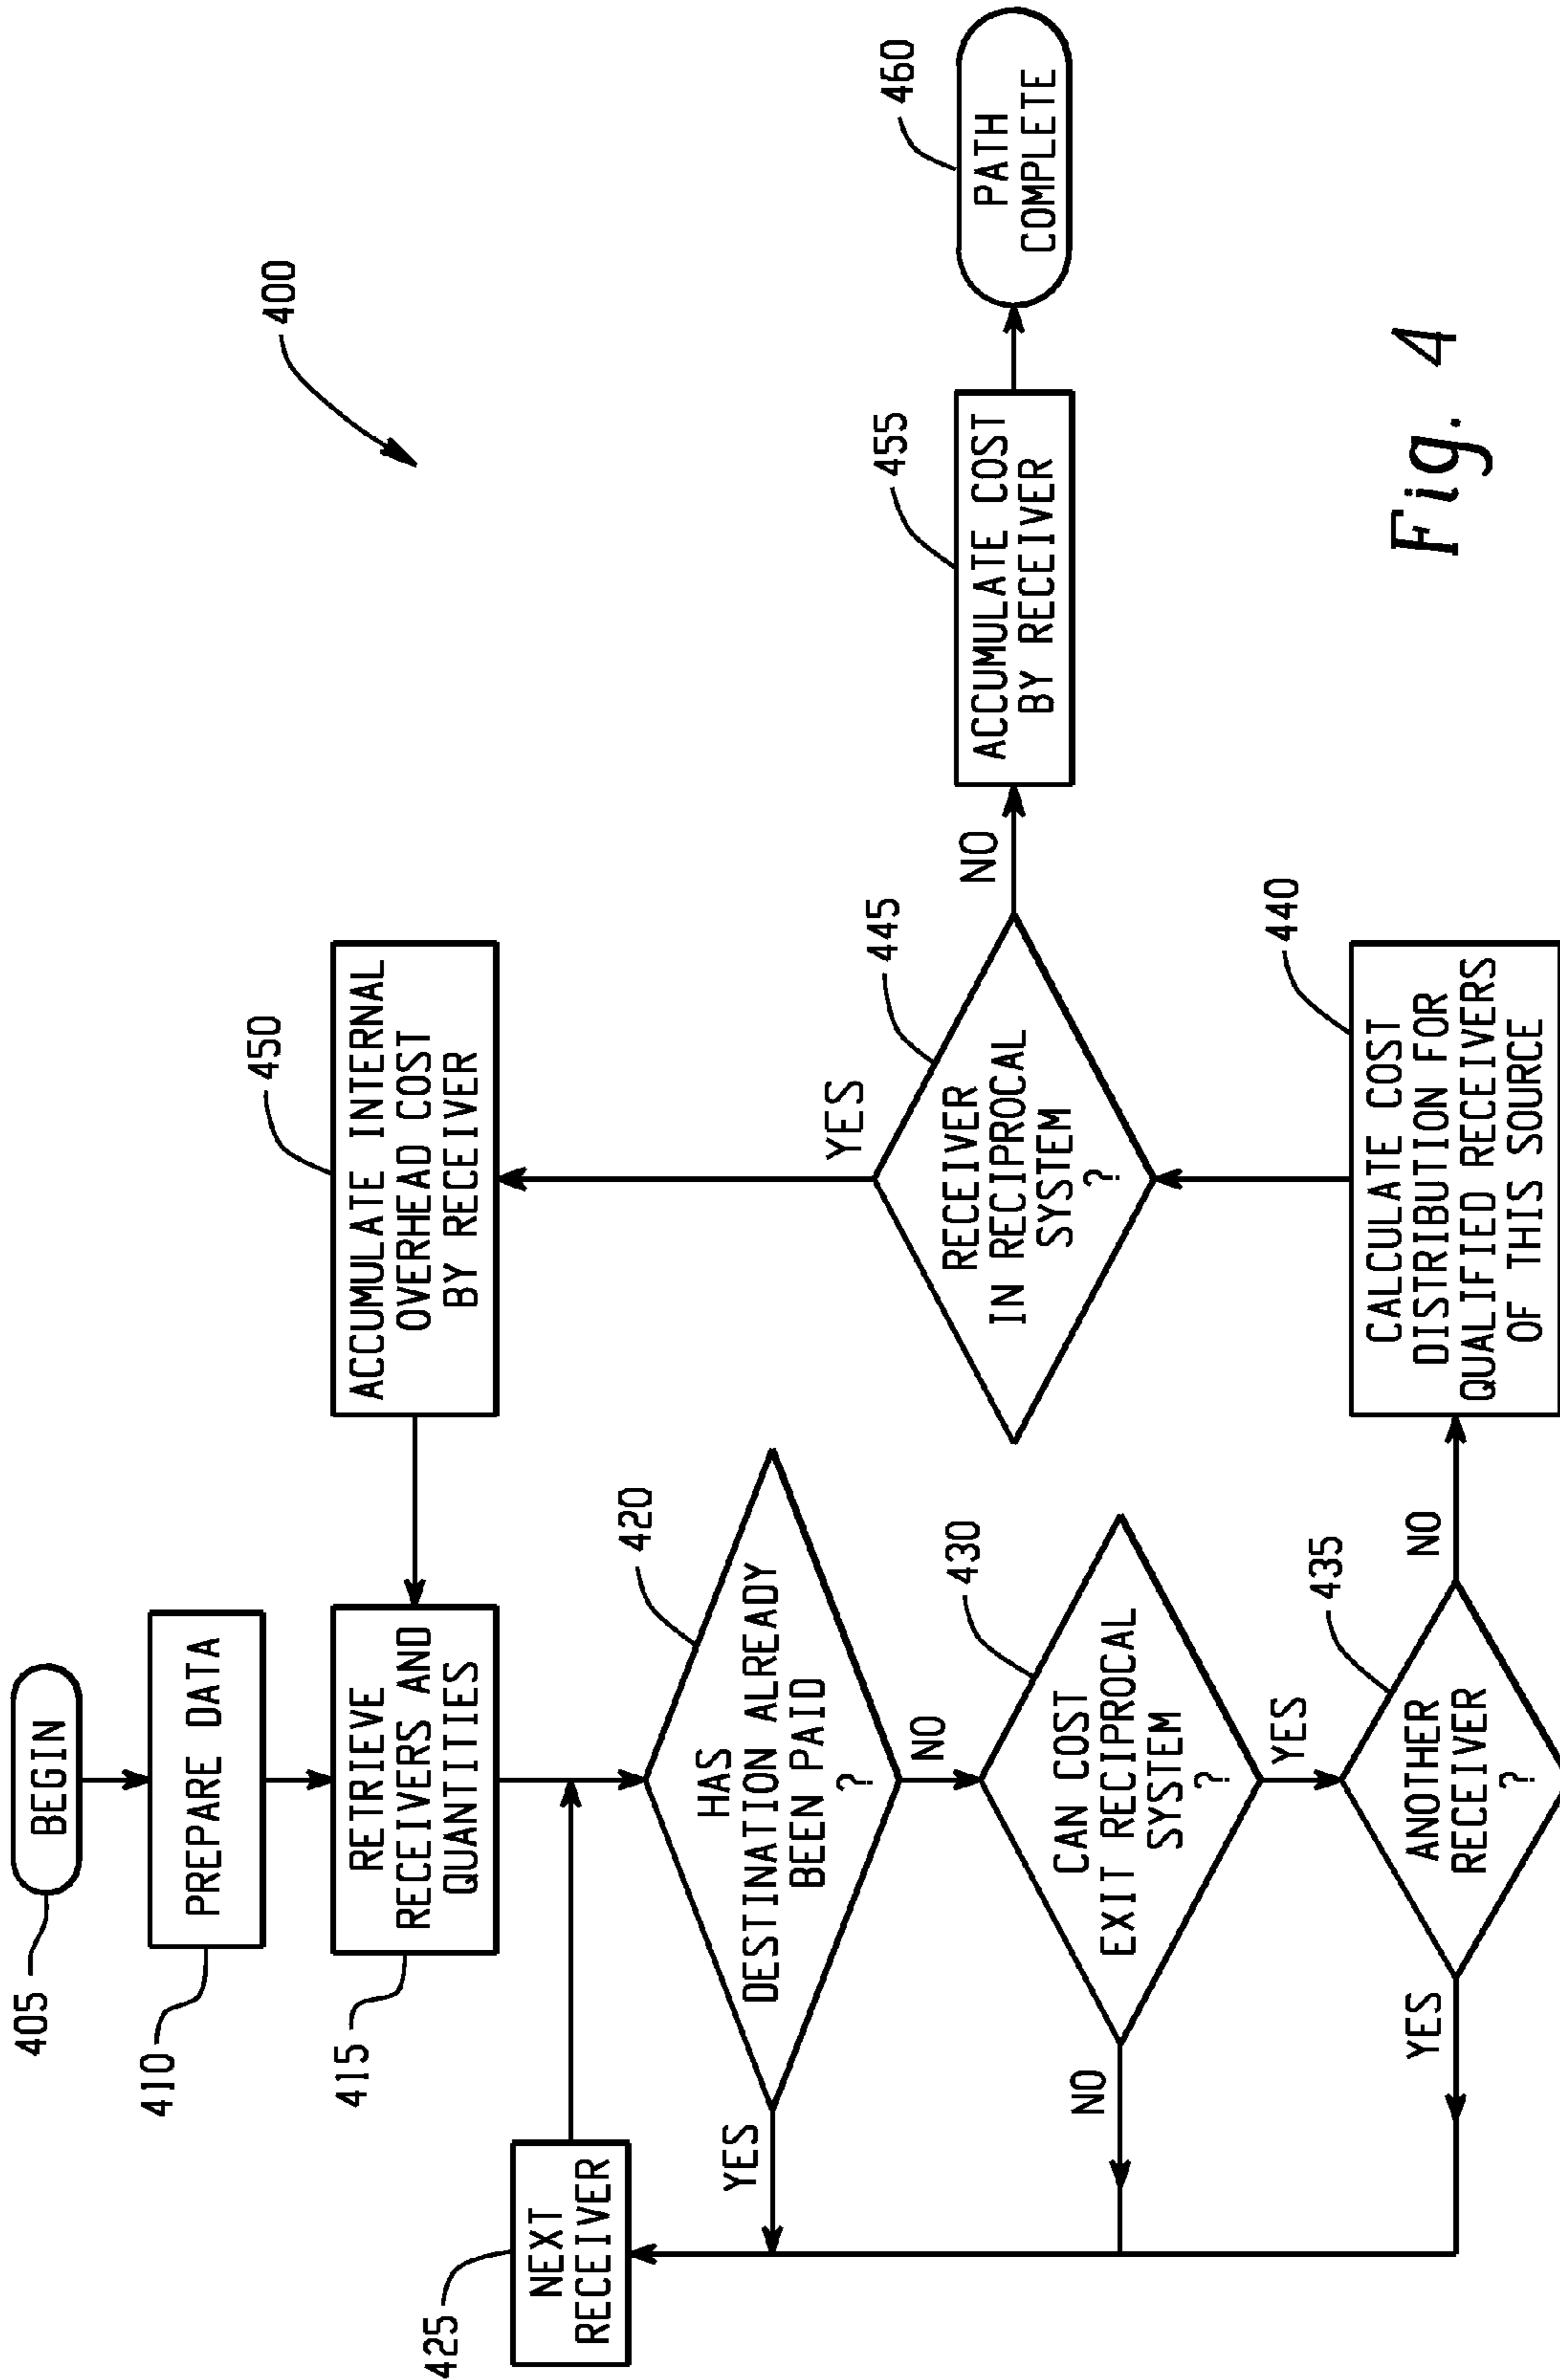 405
BEGIN
410
PREPARE DATA
415
RETRIEVE
RECEIVERS AND
QUANTITIES
425
NEXT
RECEIVER
420
HAS
DESTINATION ALREADY
BEEN PAID
?
YES
NO
430
CAN COST
EXIT RECIPROCAL
SYSTEM
?
NO
YES
435
ANOTHER
RECEIVER
?
YES
NO
440
CALCULATE COST
DISTRIBUTION FOR
QUALIFIED RECEIVERS
OF THIS SOURCE
445
RECEIVER
IN RECIPROCAL
SYSTEM
?
YES
NO
450
ACCUMULATE INTERNAL
OVERHEAD COST
BY RECEIVER
455
ACCUMULATE COST
BY RECEIVER
460
PATH
COMPLETE
400
Fig. 4